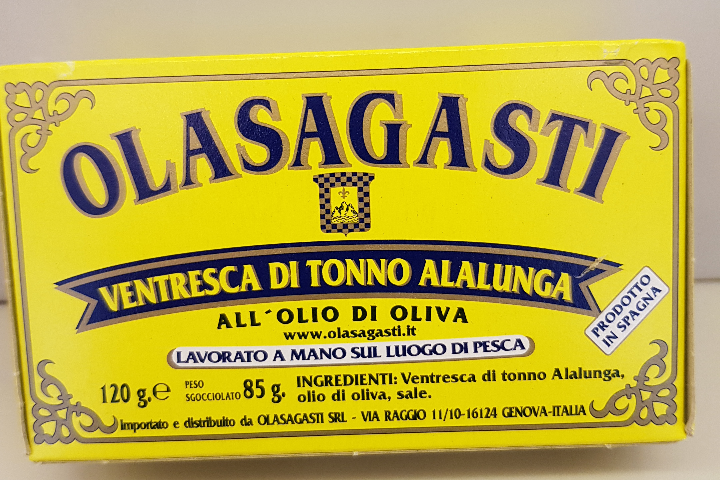 OLASAGASTI
VENTRESCA DI TONNO ALALUNGA
ALL´OLIO DI OLIVA
www.olasagasti.it
PRODOTTO
IN SPAGNA
LAVORATO A MANO SUL LUOGO DI PESCA
120 g.℮ PESO SGOCCIOLATO 85 g.
INGREDIENTI: Ventresca di tonno Alalunga,
olio di oliva, sale.
Importato e distribuito da OLASAGASTI SRL - VIA RAGGIO 11/10-16124 GENOVA-ITALIA